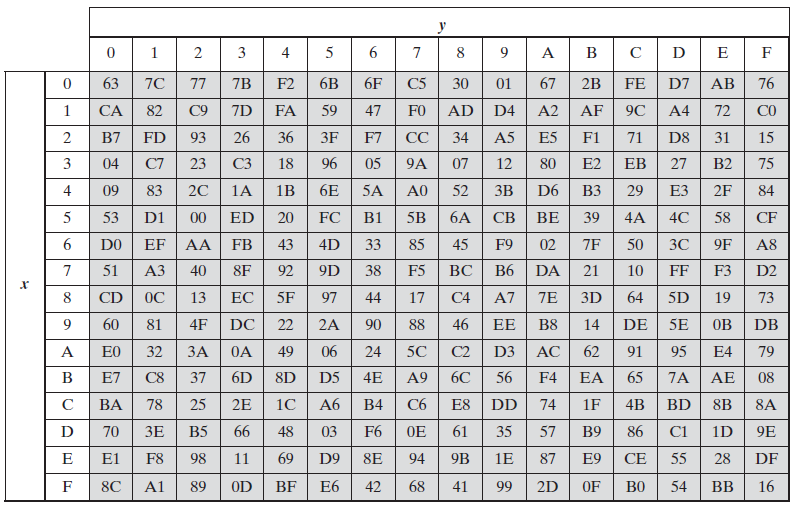 y
0 1 2 3 4 5 6 7 8 9 A B C D E F
0 63 7C 77 7B F2 6B 6F C5 30 01 67 2B FE D7 AB 76
1 CA 82 C9 7D FA 59 47 F0 AD D4 A2 AF 9C A4 72 C0
2 B7 FD 93 26 36 3F F7 CC 34 A5 E5 F1 71 D8 31 15
3 04 C7 23 C3 18 96 05 9A 07 12 80 E2 EB 27 B2 75
4 09 83 2C 1A 1B 6E 5A A0 52 3B D6 B3 29 E3 2F 84
5 53 D1 00 ED 20 FC B1 5B 6A CB BE 39 4A 4C 58 CF
6 D0 EF AA FB 43 4D 33 85 45 F9 02 7F 50 3C 9F A8
7 51 A3 40 8F 92 9D 38 F5 BC B6 DA 21 10 FF F3 D2
x
8 CD 0C 13 EC 5F 97 44 17 C4 A7 7E 3D 64 5D 19 73
9 60 81 4F DC 22 2A 90 88 46 EE B8 14 DE 5E 0B DB
A E0 32 3A 0A 49 06 24 5C C2 D3 AC 62 91 95 E4 79
B E7 C8 37 6D 8D D5 4E A9 6C 56 F4 EA 65 7A AE 08
C BA 78 25 2E 1C A6 B4 C6 E8 DD 74 1F 4B BD 8B 8A
D 70 3E B5 66 48 03 F6 0E 61 35 57 B9 86 C1 1D 9E
E E1 F8 98 11 69 D9 8E 94 9B 1E 87 E9 CE 55 28 DF
F 8C A1 89 0D BF E6 42 68 41 99 2D 0F B0 54 BB 16